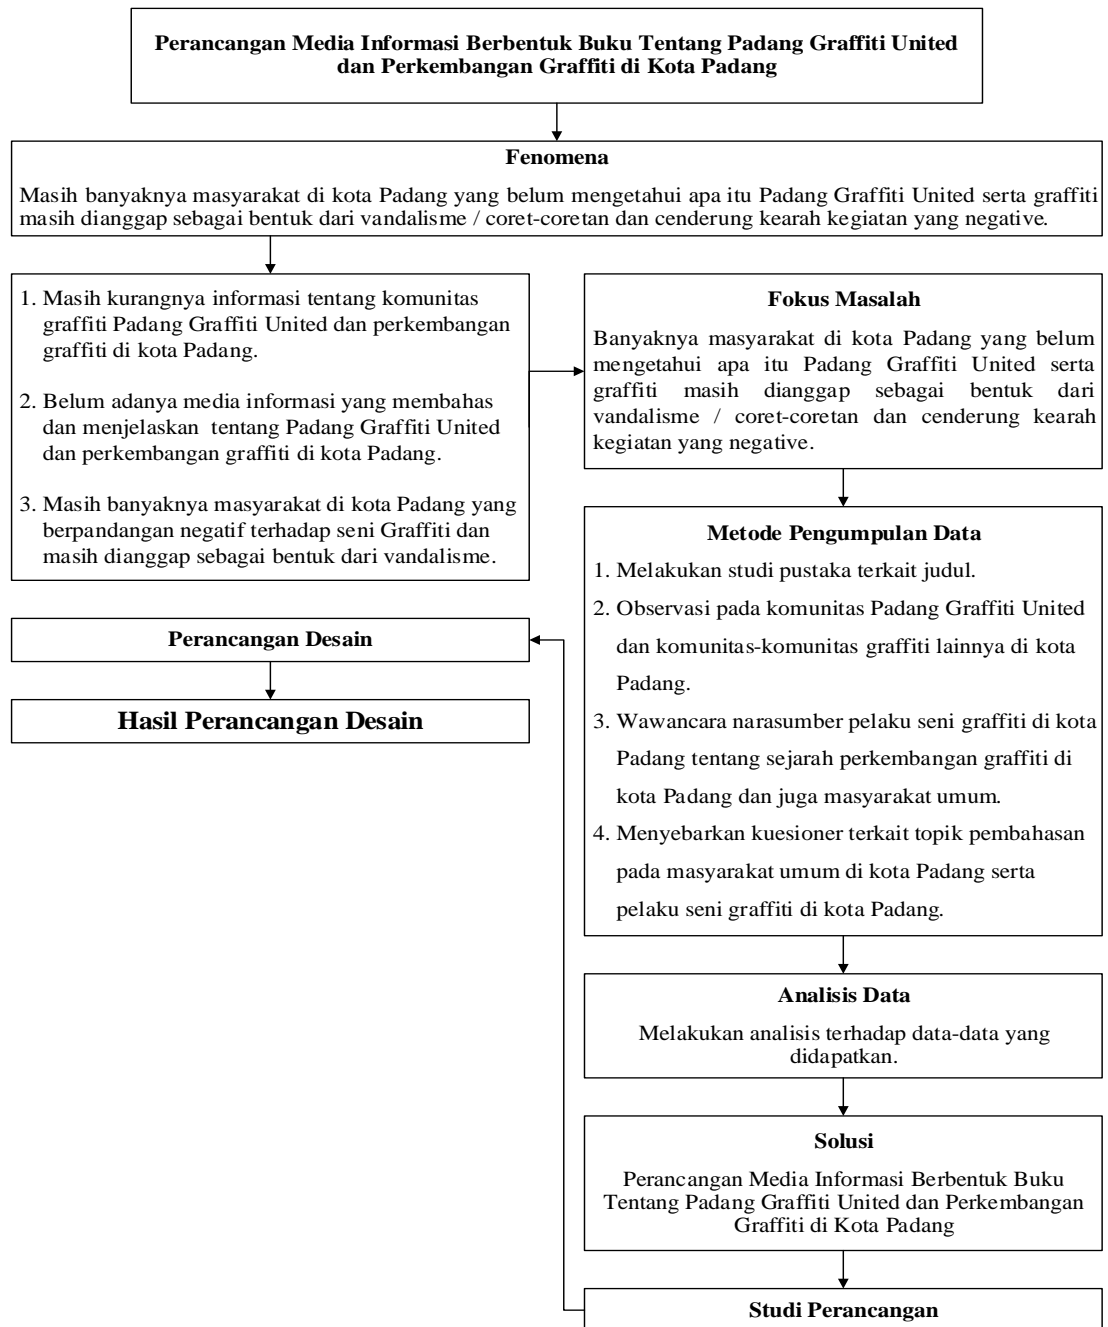 Perancangan Media Informasi Berbentuk Buku Tentang Padang Graffiti United
dan Perkembangan Graffiti di Kota Padang
Fenomena
Masih banyaknya masyarakat di kota Padang yang belum mengetahui apa itu Padang Graffiti United serta graffiti
masih dianggap sebagai bentuk dari vandalisme / coret-coretan dan cenderung kearah kegiatan yang negative.
1. Masih kurangnya informasi tentang komunitas
graffiti Padang Graffiti United dan perkembangan
graffiti di kota Padang.
2. Belum adanya media informasi yang membahas
dan menjelaskan tentang Padang Graffiti United
dan perkembangan graffiti di kota Padang.
3. Masih banyaknya masyarakat di kota Padang yang
berpandangan negatif terhadap seni Graffiti dan
masih dianggap sebagai bentuk dari vandalisme.
Fokus Masalah
Banyaknya masyarakat di kota Padang yang belum
mengetahui apa itu Padang Graffiti United serta
graffiti masih dianggap sebagai bentuk dari
vandalisme / coret-coretan dan cenderung kearah
kegiatan yang negative.
Metode Pengumpulan Data
1. Melakukan studi pustaka terkait judul.
2. Observasi pada komunitas Padang Graffiti United
dan komunitas-komunitas graffiti lainnya di kota
Padang.
3. Wawancara narasumber pelaku seni graffiti di kota
Padang tentang sejarah perkembangan graffiti di
kota Padang dan juga masyarakat umum.
4. Menyebarkan kuesioner terkait topik pembahasan
pada masyarakat umum di kota Padang serta
pelaku seni graffiti di kota Padang.
Analisis Data
Melakukan analisis terhadap data-data yang
didapatkan.
Solusi
Perancangan Media Informasi Berbentuk Buku
Tentang Padang Graffiti United dan Perkembangan
Graffiti di Kota Padang
Studi Perancangan
Perancangan Desain
Hasil Perancangan Desain